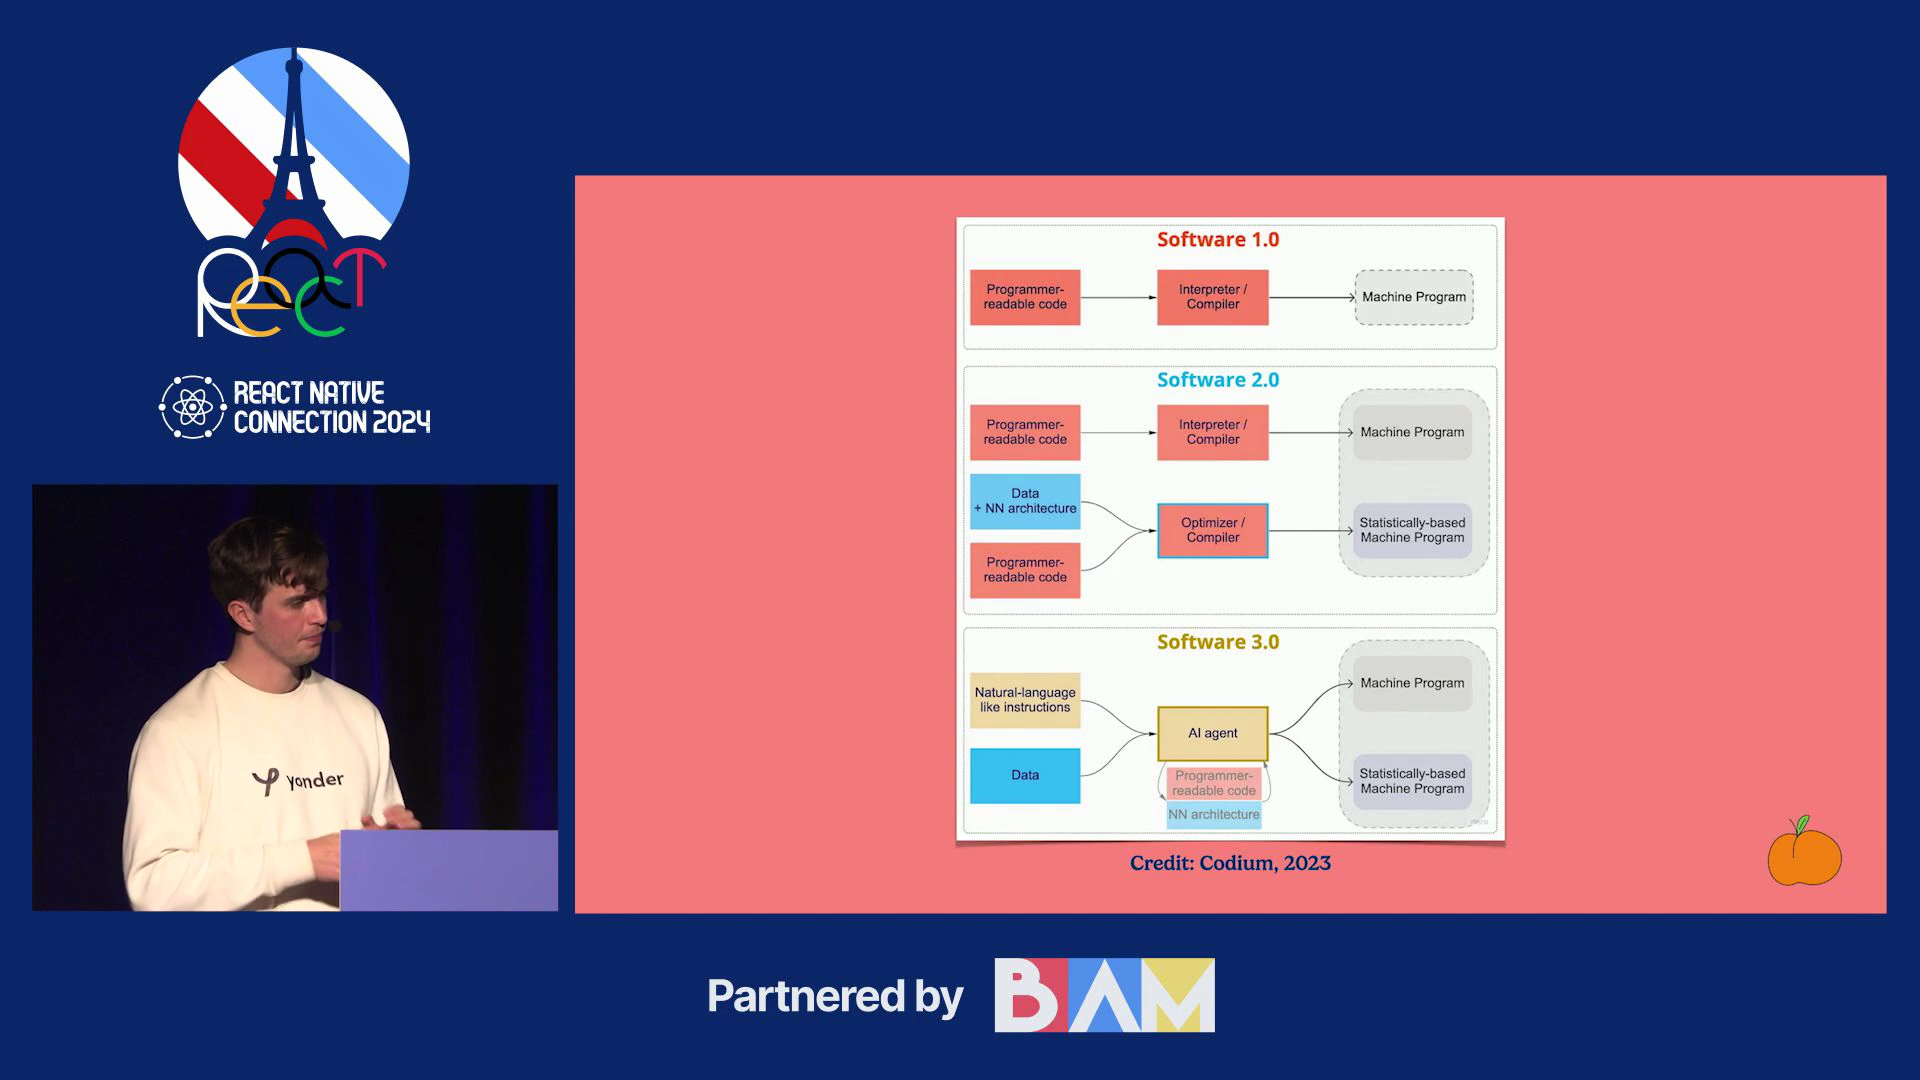 React
REACT NATIVE
CONNECTION 2024
yonder
Software 1.0
Programmer-
readable code
Interpreter /
Compiler
Machine Program
Software 2.0
Programmer-
readable code
Interpreter /
Compiler
Machine Program
Data
+ NN architecture
Optimizer /
Compiler
Statistically-based
Machine Program
Programmer-
readable code
Software 3.0
Natural-language
like instructions
AI agent
Machine Program
Data
Programmer-
readable code
NN architecture
Statistically-based
Machine Program
miro
Credit: Codium, 2023
Partnered by
BAM